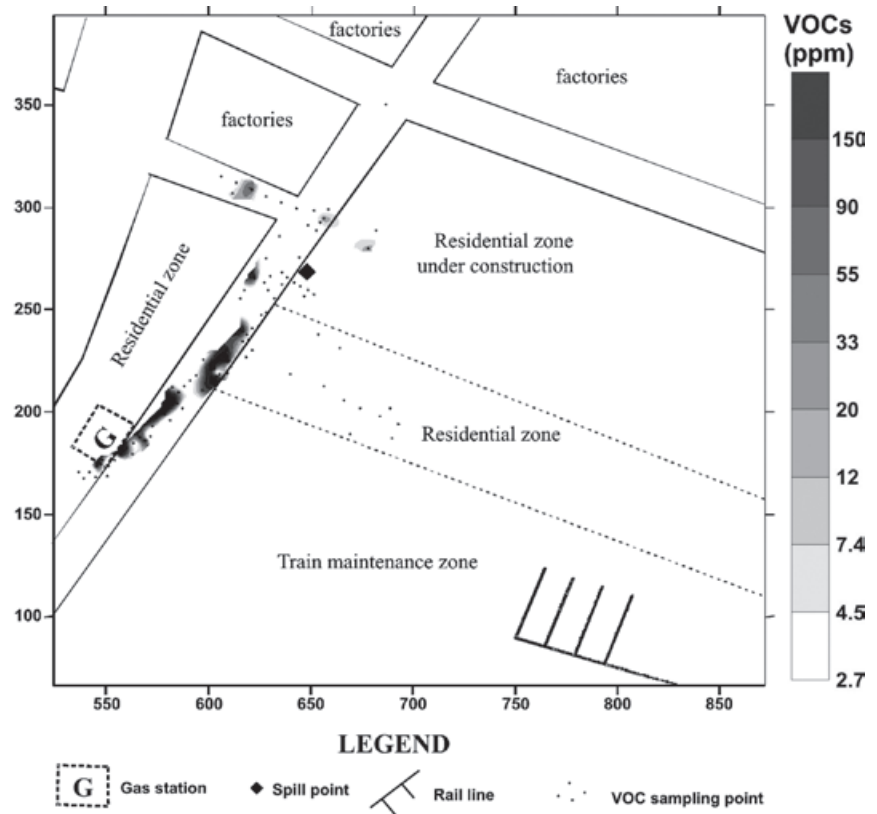 factories
factories
factories
Residential zone
Residential zone
under construction
G
Residential zone
Train maintenance zone
350
300
250
200
150
100
550
600
650
700
750
800
850
VOCs
(ppm)
150
90
55
33
20
12
7.4
4.5
2.7
LEGEND
G
Gas station
Spill point
Rail line
VOC sampling point